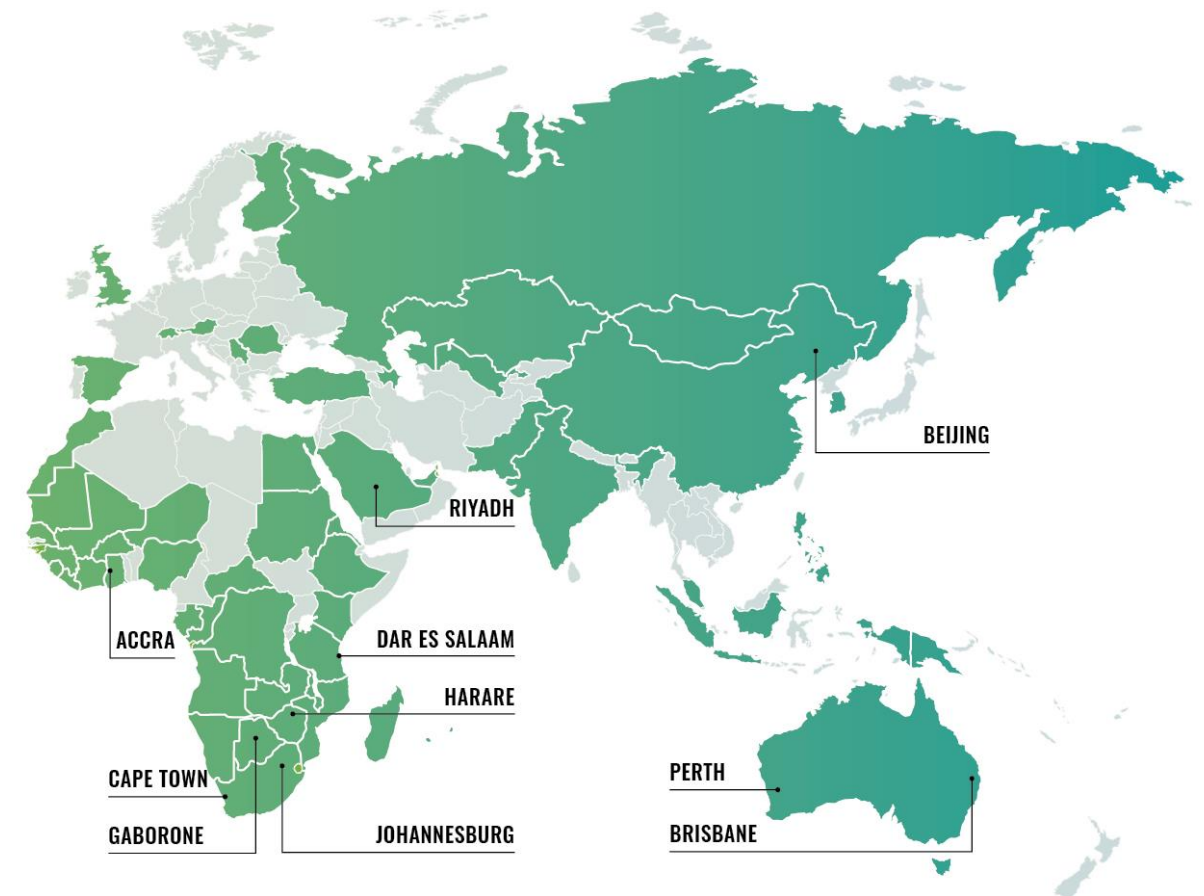 BEIJING
RIYADH
ACCRA
DAR ES SALAAM
HARARE
CAPE TOWN
PERTH
GABORONE
JOHANNESBURG
BRISBANE